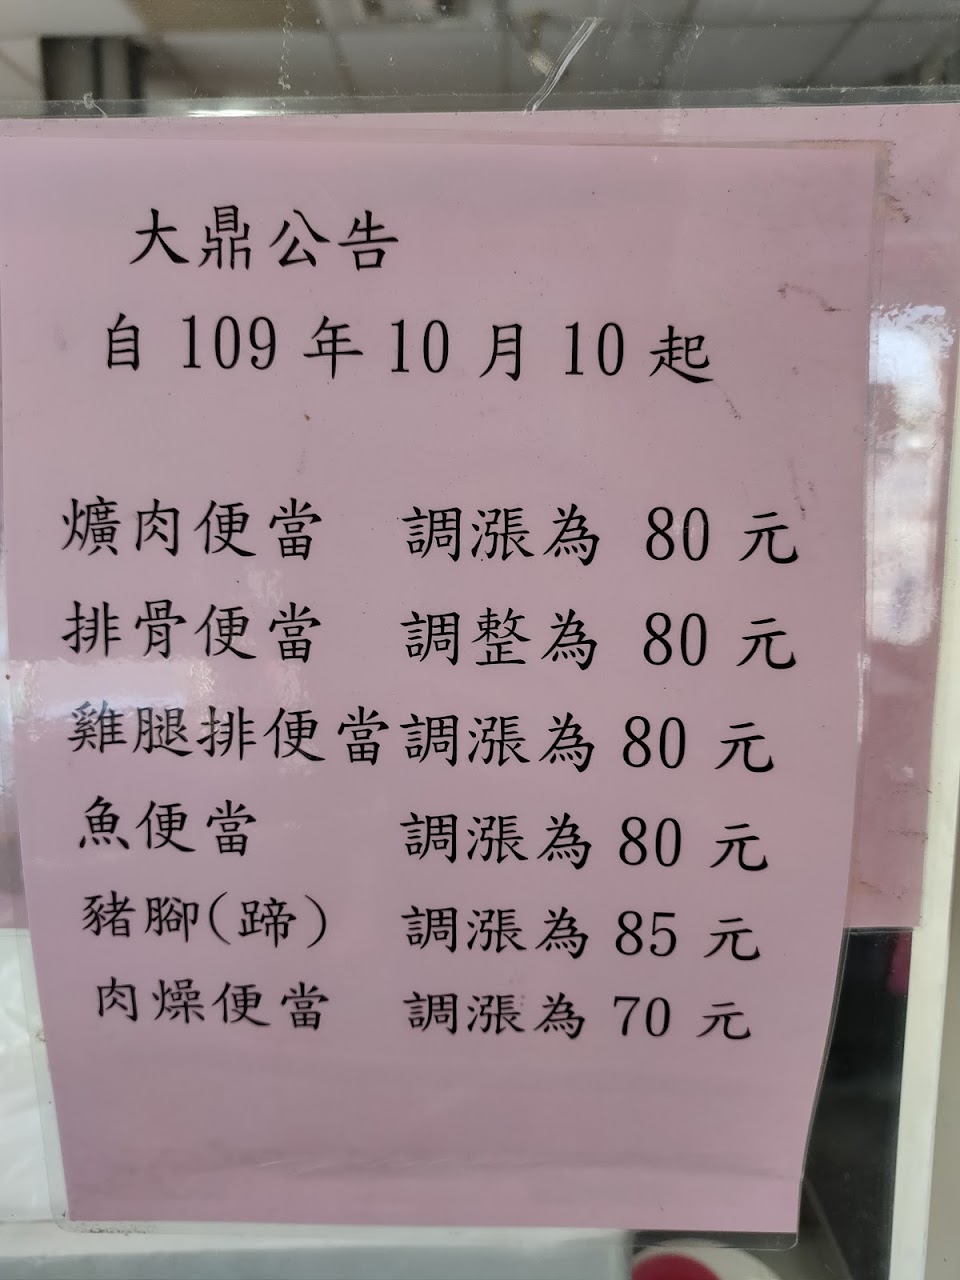 大鼎公告
自 109 年 10 月 10 起
爌肉便當 調漲為 80 元
排骨便當 調整為 80 元
雞腿排便當調漲為 80 元
魚便當 調漲為 80 元
豬腳(蹄) 調漲為 85 元
肉燥便當 調漲為 70 元